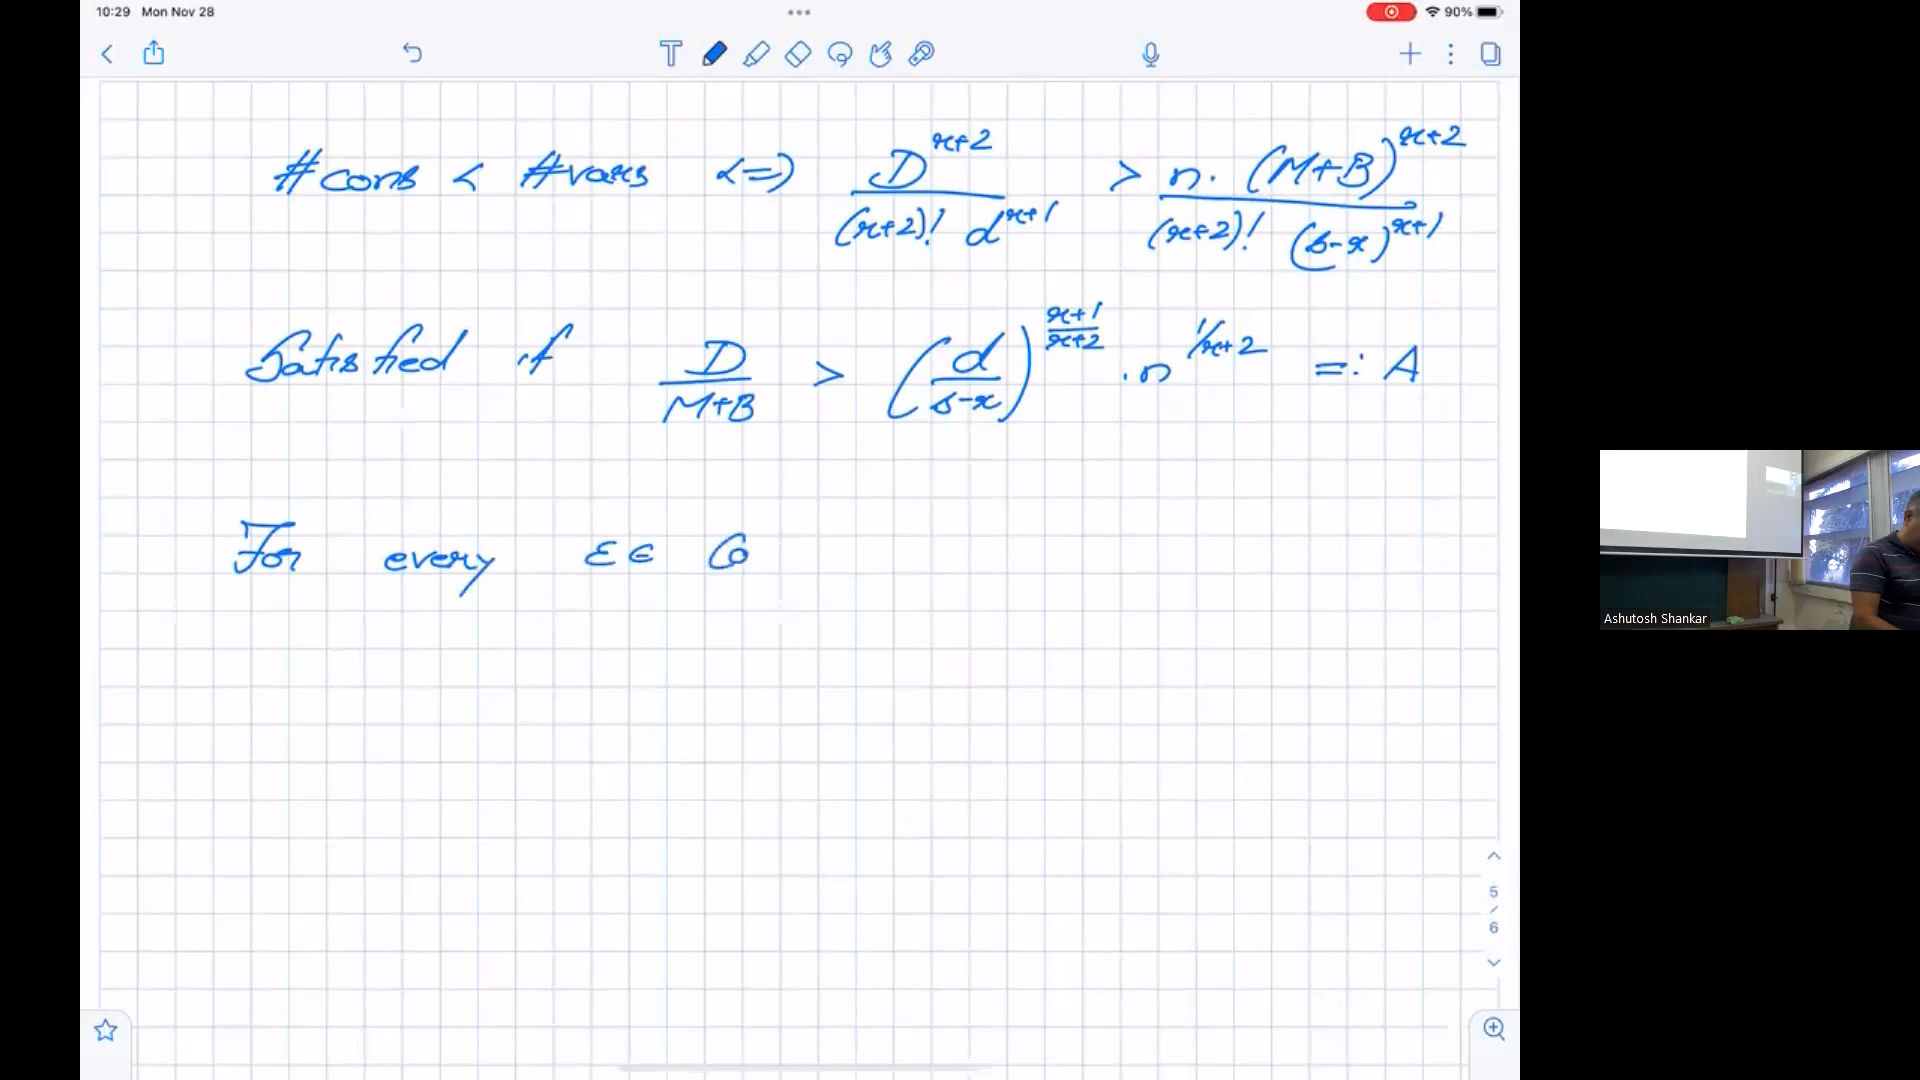 10:29 Mon Nov 28
90%
#cons < #vars <=> D^{r+2} / ((r+2)! d^{r+1}) > n. (M+B)^{r+2} / ((r+2)! (s-r)^{r+1})
Satisfied if D/(M+B) > (d/(s-r))^{(r+1)/(r+2)} . n^{1/r+2} =: A
For every ε ∈ (0
Ashutosh Shankar
5
/
6